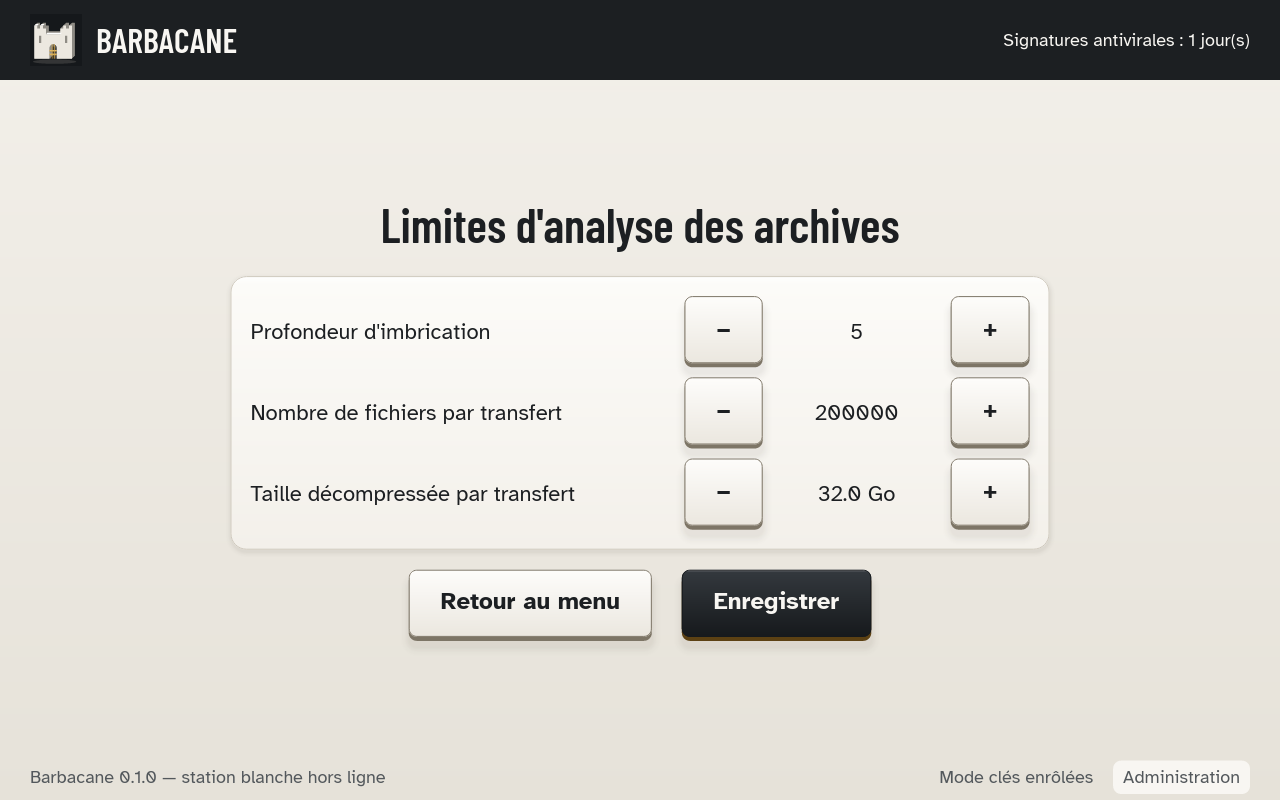 BARBACANE
Signatures antivirales : 1 jour(s)
Limites d'analyse des archives
Profondeur d'imbrication − 5 +
Nombre de fichiers par transfert − 200000 +
Taille décompressée par transfert − 32.0 Go +
Retour au menu Enregistrer
Barbacane 0.1.0 — station blanche hors ligne
Mode clés enrôlées Administration